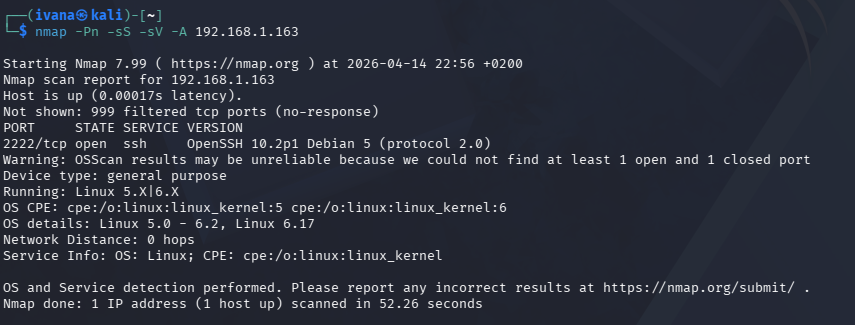 ┌──(ivana㉿kali)-[~]
└─$ nmap -Pn -sS -sV -A 192.168.1.163
Starting Nmap 7.99 ( https://nmap.org ) at 2026-04-14 22:56 +0200
Nmap scan report for 192.168.1.163
Host is up (0.00017s latency).
Not shown: 999 filtered tcp ports (no-response)
PORT     STATE SERVICE VERSION
2222/tcp open  ssh     OpenSSH 10.2p1 Debian 5 (protocol 2.0)
Warning: OSScan results may be unreliable because we could not find at least 1 open and 1 closed port
Device type: general purpose
Running: Linux 5.X|6.X
OS CPE: cpe:/o:linux:linux_kernel:5 cpe:/o:linux:linux_kernel:6
OS details: Linux 5.0 - 6.2, Linux 6.17
Network Distance: 0 hops
Service Info: OS: Linux; CPE: cpe:/o:linux:linux_kernel
OS and Service detection performed. Please report any incorrect results at https://nmap.org/submit/ .
Nmap done: 1 IP address (1 host up) scanned in 52.26 seconds